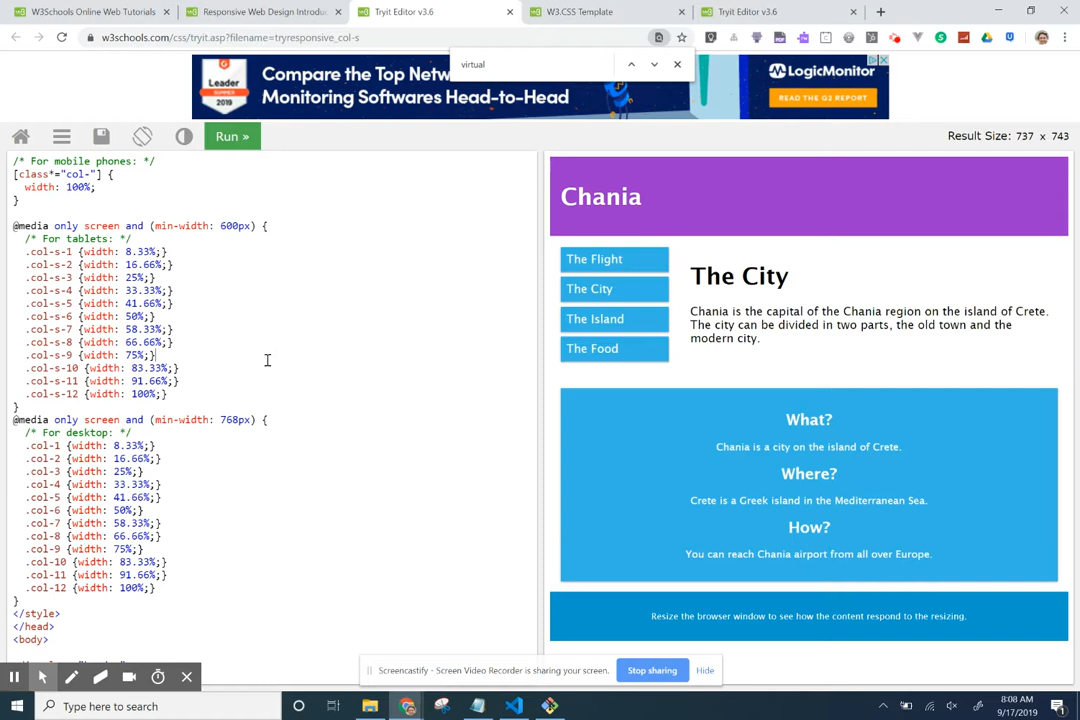 W3Schools Online Web Tutorials
Responsive Web Design Introduc
Tryit Editor v3.6
W3.CSS Template
Tryit Editor v3.6
w3schools.com/css/tryit.asp?filename=tryresponsive_col-s
virtual
Leader
SUMMER
2019
Compare the Top Netw
Monitoring Softwares Head-to-Head
LogicMonitor
READ THE G2 REPORT
Run »
Result Size: 737 x 743
/* For mobile phones: */
[class*="col-"] {
width: 100%;
}
@media only screen and (min-width: 600px) {
/* For tablets: */
.col-s-1 {width: 8.33%;}
.col-s-2 {width: 16.66%;}
.col-s-3 {width: 25%;}
.col-s-4 {width: 33.33%;}
.col-s-5 {width: 41.66%;}
.col-s-6 {width: 50%;}
.col-s-7 {width: 58.33%;}
.col-s-8 {width: 66.66%;}
.col-s-9 {width: 75%;}
.col-s-10 {width: 83.33%;}
.col-s-11 {width: 91.66%;}
.col-s-12 {width: 100%;}
}
@media only screen and (min-width: 768px) {
/* For desktop: */
.col-1 {width: 8.33%;}
.col-2 {width: 16.66%;}
.col-3 {width: 25%;}
.col-4 {width: 33.33%;}
.col-5 {width: 41.66%;}
.col-6 {width: 50%;}
.col-7 {width: 58.33%;}
.col-8 {width: 66.66%;}
.col-9 {width: 75%;}
.col-10 {width: 83.33%;}
.col-11 {width: 91.66%;}
.col-12 {width: 100%;}
}
</style>
</head>
<body>
Chania
The Flight
The City
The Island
The Food
The City
Chania is the capital of the Chania region on the island of Crete.
The city can be divided in two parts, the old town and the
modern city.
What?
Chania is a city on the island of Crete.
Where?
Crete is a Greek island in the Mediterranean Sea.
How?
You can reach Chania airport from all over Europe.
Resize the browser window to see how the content respond to the resizing.
Screencastify - Screen Video Recorder is sharing your screen.
Stop sharing
Hide
Type here to search
8:08 AM
9/17/2019